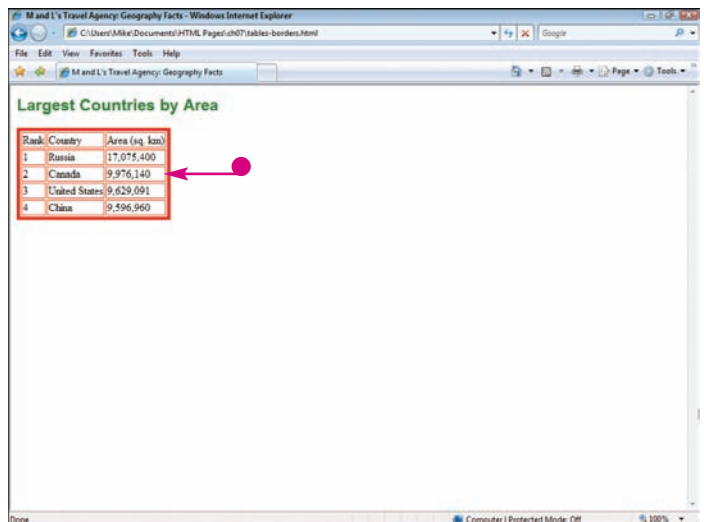 M and L's Travel Agency: Geography Facts - Windows Internet Explorer
C:\Users\Mike\Documents\HTML Pages\ch07\tables-borders.html
Google
File Edit View Favorites Tools Help
M and L's Travel Agency: Geography Facts
Page Tools
Largest Countries by Area
Rank Country Area (sq. km)
1 Russia 17,075,400
2 Canada 9,976,140
3 United States 9,629,091
4 China 9,596,960
Done
Computer | Protected Mode: Off
100%